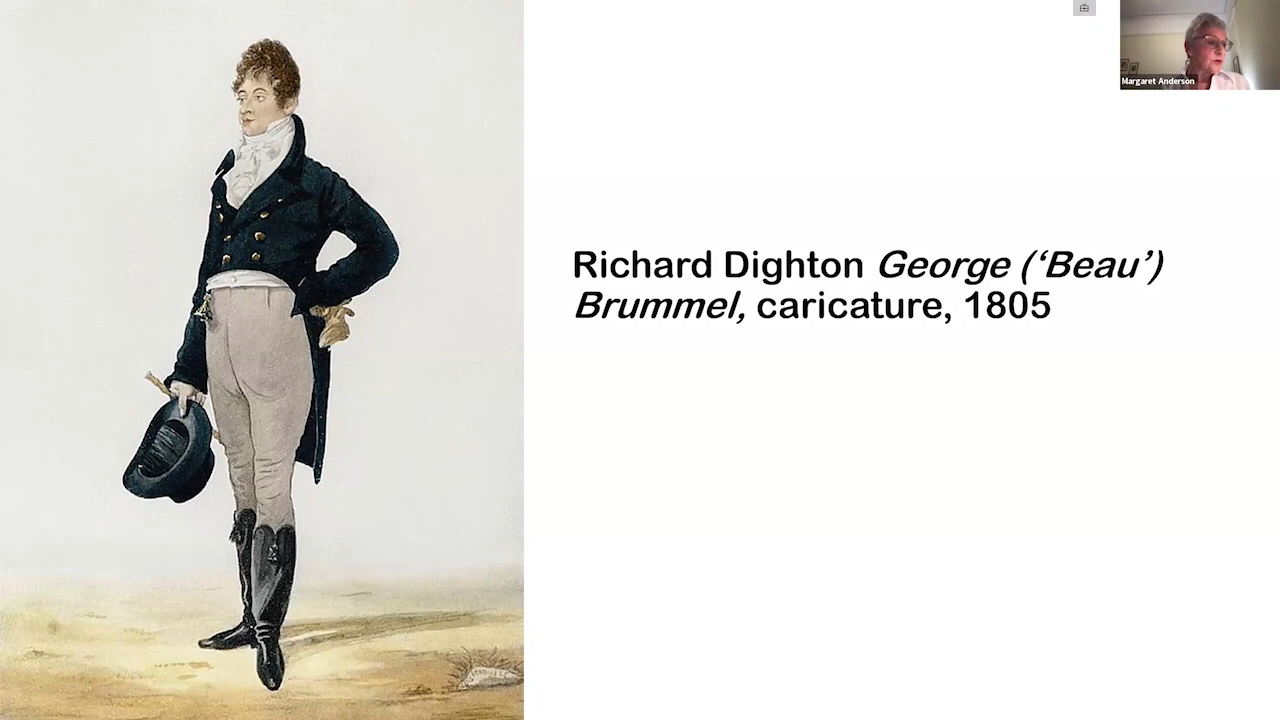 Margaret Anderson
Richard Dighton George (‘Beau’)
Brummel, caricature, 1805